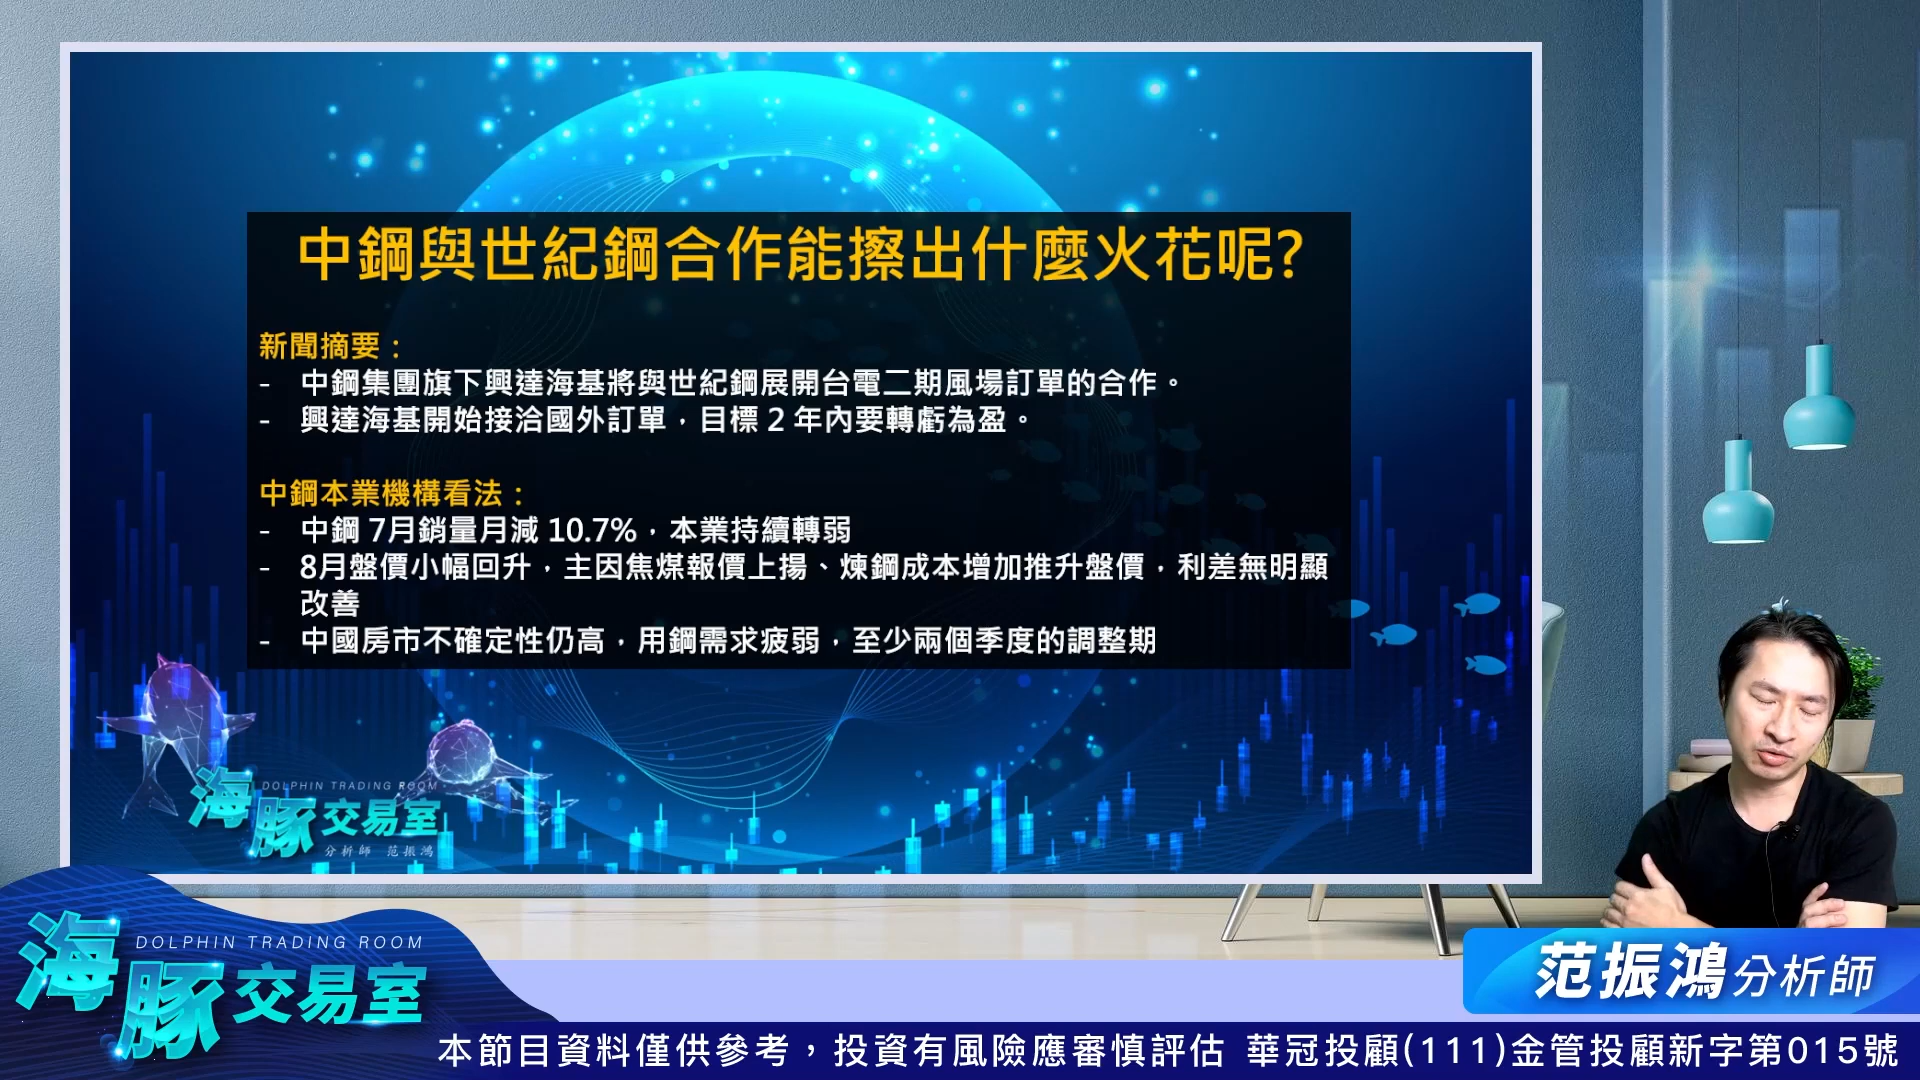 中鋼與世紀鋼合作能擦出什麼火花呢?
新聞摘要：
- 中鋼集團旗下興達海基將與世紀鋼展開台電二期風場訂單的合作。
- 興達海基開始接洽國外訂單，目標 2 年內要轉虧為盈。
中鋼本業機構看法：
- 中鋼 7月銷量月減 10.7%，本業持續轉弱
- 8月盤價小幅回升，主因焦煤報價上揚、煉鋼成本增加推升盤價，利差無明顯
改善
- 中國房市不確定性仍高，用鋼需求疲弱，至少兩個季度的調整期
DOLPHIN TRADING ROOM
海豚交易室
分析師 范振鴻
DOLPHIN TRADING ROOM
海豚交易室
范振鴻分析師
本節目資料僅供參考，投資有風險應審慎評估 華冠投顧(111)金管投顧新字第015號